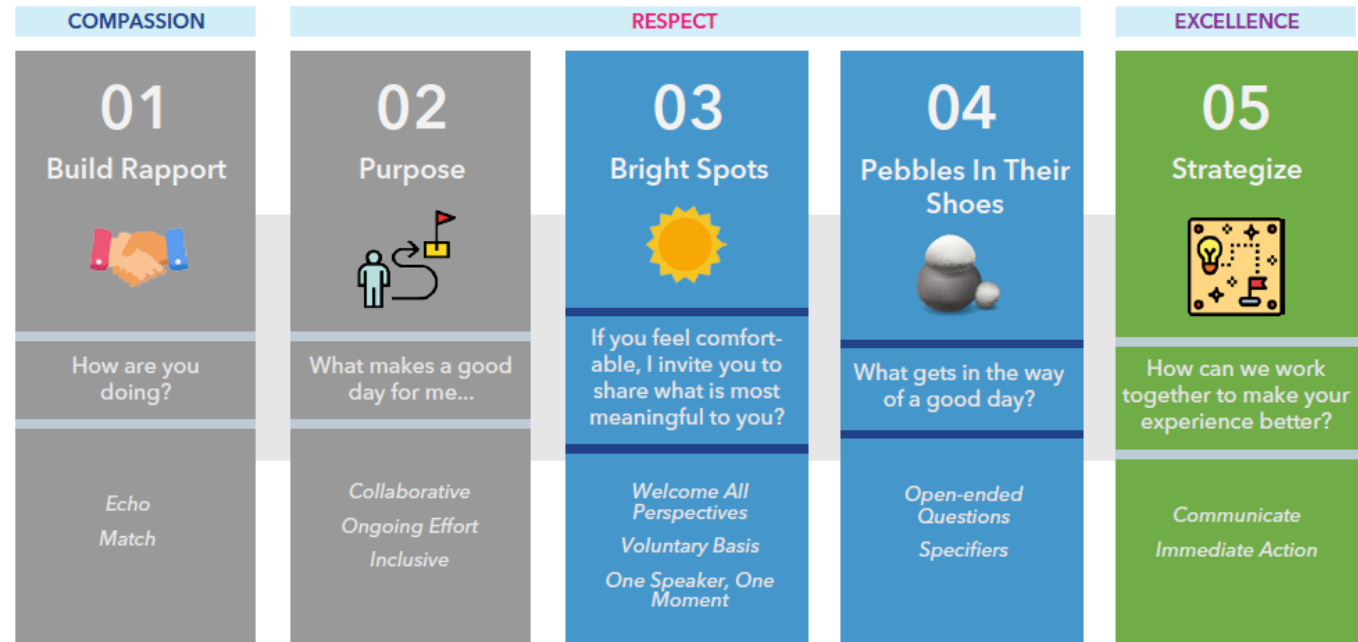 COMPASSION
RESPECT
EXCELLENCE
01
Build Rapport
How are you
doing?
Echo
Match
02
Purpose
What makes a good
day for me...
Collaborative
Ongoing Effort
Inclusive
03
Bright Spots
If you feel comfort-
able, I invite you to
share what is most
meaningful to you?
Welcome All
Perspectives
Voluntary Basis
One Speaker, One
Moment
04
Pebbles In Their
Shoes
What gets in the way
of a good day?
Open-ended
Questions
Specifiers
05
Strategize
How can we work
together to make your
experience better?
Communicate
Immediate Action